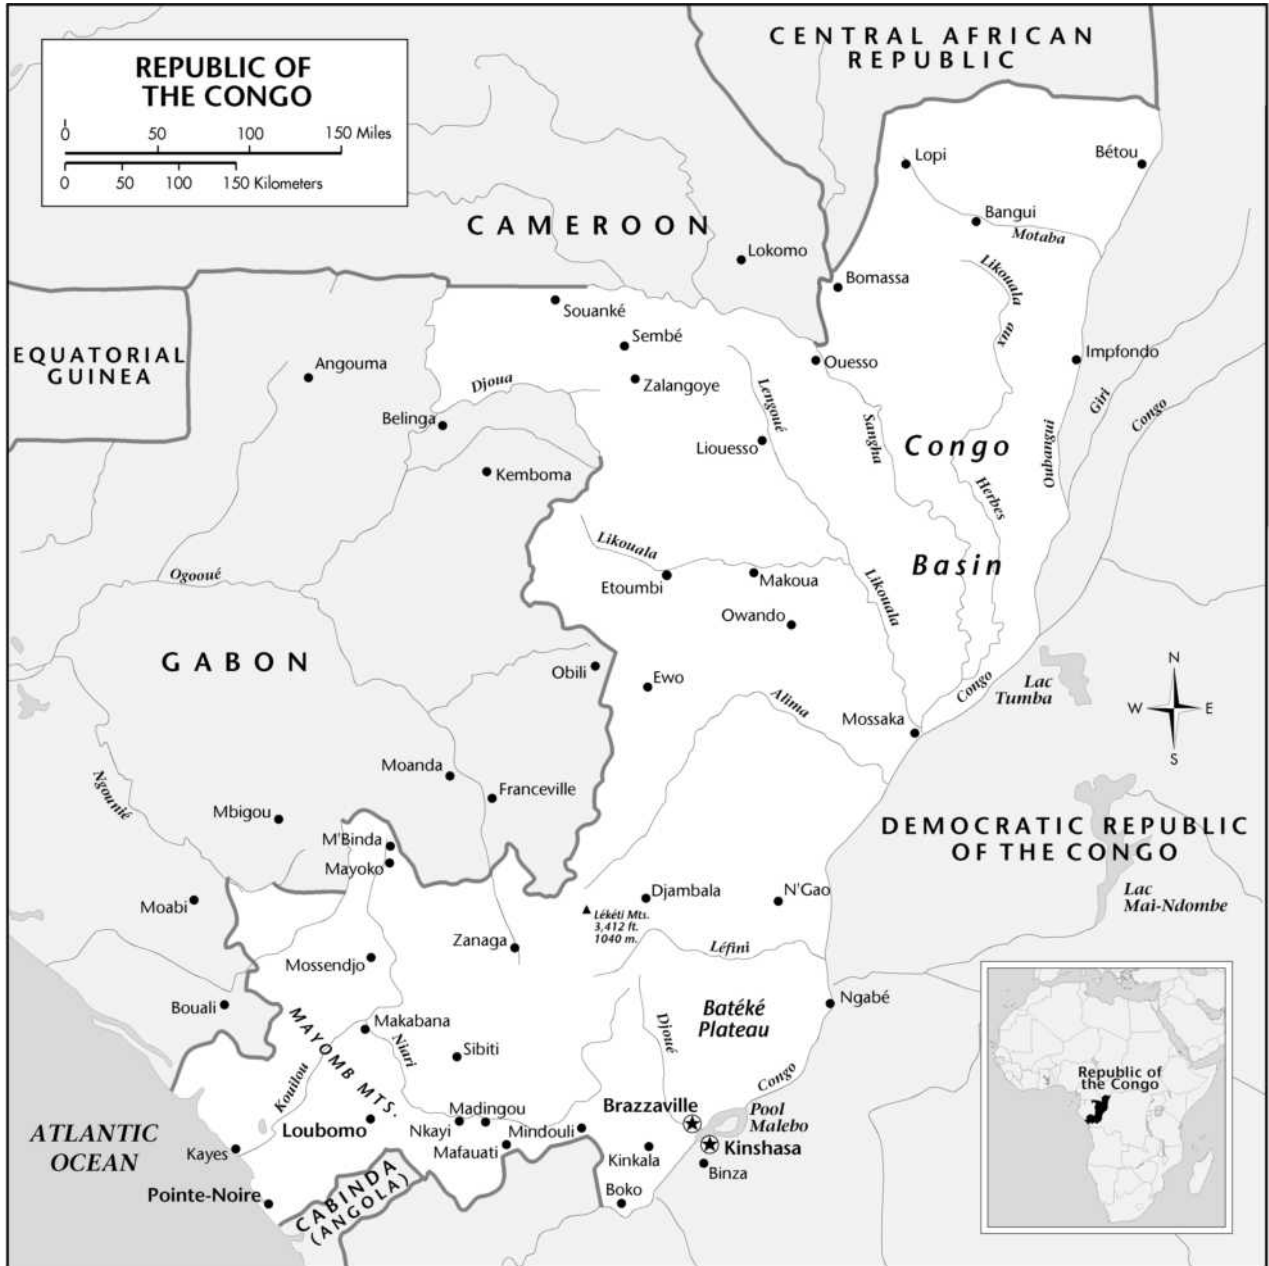 CENTRAL AFRICAN
REPUBLIC
REPUBLIC OF
THE CONGO
0 50 100 150 Miles
0 50 100 150 Kilometers
Lopi
Bétou
Bangui
Motaba
CAMEROON
Lokomo
Likouala
aux
Herbes
Bomassa
Souanké
Sembé
EQUATORIAL
GUINEA
Angouma
Ouesso
Impfondo
Zalangoye
Djoua
Lengoué
Giri
Congo
Belinga
Sangha
Oubangui
Liouesso
Congo
Basin
Kemboma
Likouala
Ogooué
Etoumbi
Makoua
Likouala
Owando
GABON
Obili
Ewo
Congo
Lac
Tumba
N
W E
S
Alima
Mossaka
Moanda
Franceville
Ngounié
Mbigou
M'Binda
Mayoko
DEMOCRATIC REPUBLIC
OF THE CONGO
Lac
Mai-Ndombe
Moabi
Djambala
N'Gao
Lékéti Mts.
3,412 ft.
1040 m.
Zanaga
Léfini
Mossendjo
Bouali
Ngabé
Batéké
Plateau
MAYOMB MTS.
Makabana
Niari
Djoué
Sibiti
Kouilou
Congo
Republic of
the Congo
Brazzaville
Pool
Malebo
Madingou
Loubomo
Nkayi
Mindouli
ATLANTIC
OCEAN
Kayes
Mafauati
Kinkala
Kinshasa
Binza
Pointe-Noire
CABINDA
(ANGOLA)
Boko